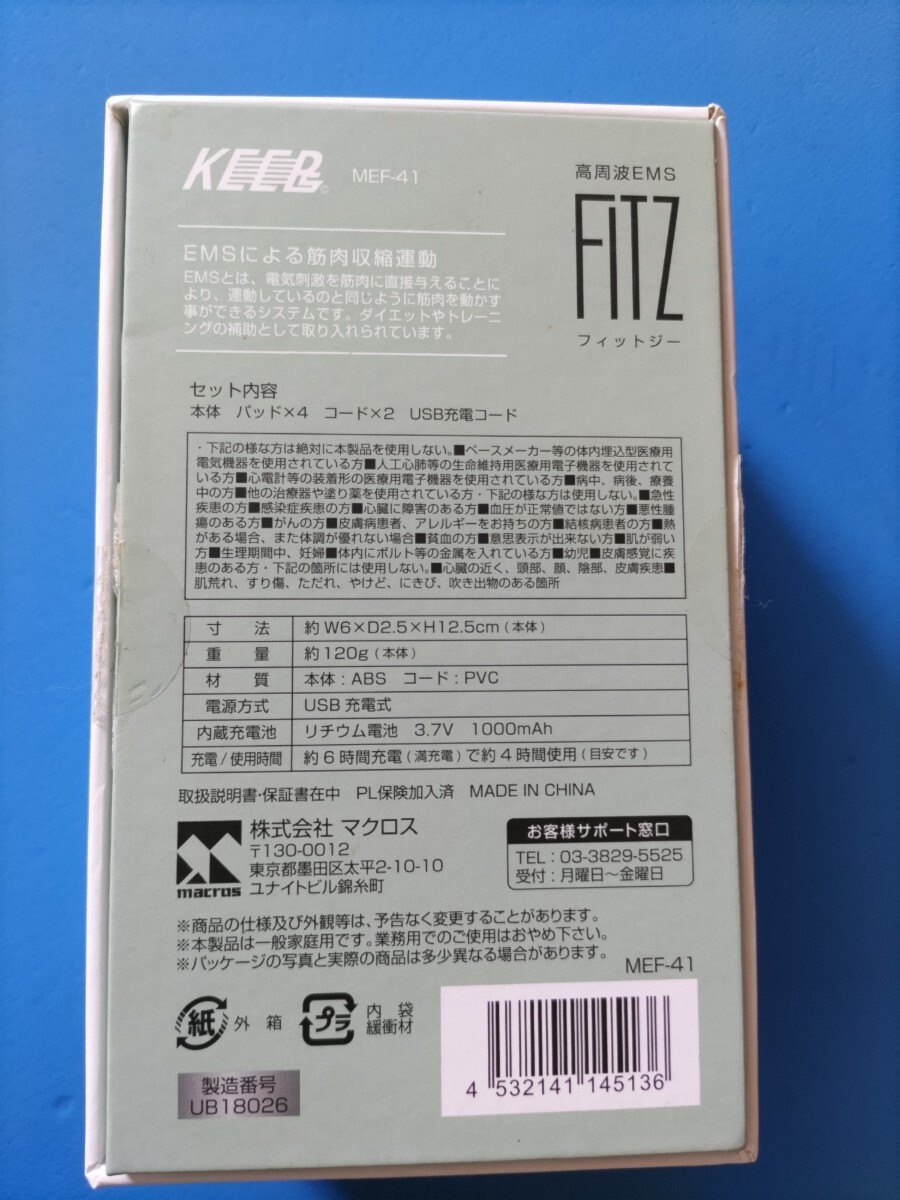 KEEP MEF-41
高周波EMS
FiTZ
フィットジー
EMSによる筋肉収縮運動
EMSとは、電気刺激を筋肉に直接与えることに
より、運動しているのと同じように筋肉を動かす
事ができるシステムです。ダイエットやトレーニ
ングの補助として取り入れられています。
セット内容
本体 パッド×4 コード×2 USB充電コード
・下記の様な方は絶対に本製品を使用しない。■ペースメーカー等の体内埋込型医療用
電気機器を使用されている方■人工心肺等の生命維持用医療用電子機器を使用されて
いる方■心電計等の装着形の医療用電子機器を使用されている方■病中、病後、療養
中の方■他の治療器や塗り薬を使用されている方・下記の様な方は使用しない。■急性
疾患の方■感染症疾患の方■心臓に障害のある方■血圧が正常値ではない方■悪性腫
瘍のある方■がんの方■皮膚病患者、アレルギーをお持ちの方■結核病患者の方■熱
がある場合、また体調が優れない場合■貧血の方■意思表示が出来ない方■肌が弱い
方■生理期間中、妊婦■体内にボルト等の金属を入れている方■幼児■皮膚感覚に疾
患のある方・下記の箇所には使用しない。■心臓の近く、頭部、顔、陰部、皮膚疾患■
肌荒れ、すり傷、ただれ、やけど、にきび、吹き出物のある箇所
寸法 約W6×D2.5×H12.5cm(本体)
重量 約120g(本体)
材質 本体:ABS コード:PVC
電源方式 USB充電式
内蔵充電池 リチウム電池 3.7V 1000mAh
充電/使用時間 約6時間充電(満充電)で約4時間使用(目安です)
取扱説明書・保証書在中 PL保険加入済 MADE IN CHINA
macros
株式会社 マクロス
〒130-0012
東京都墨田区太平2-10-10
ユナイトビル錦糸町
お客様サポート窓口
TEL:03-3829-5525
受付:月曜日〜金曜日
※商品の仕様及び外観等は、予告なく変更することがあります。
※本製品は一般家庭用です。業務用でのご使用はおやめ下さい。
※パッケージの写真と実際の商品は多少異なる場合があります。
MEF-41
紙 外箱
プラ 内袋
緩衝材
製造番号
UB18026
4 532141 145136